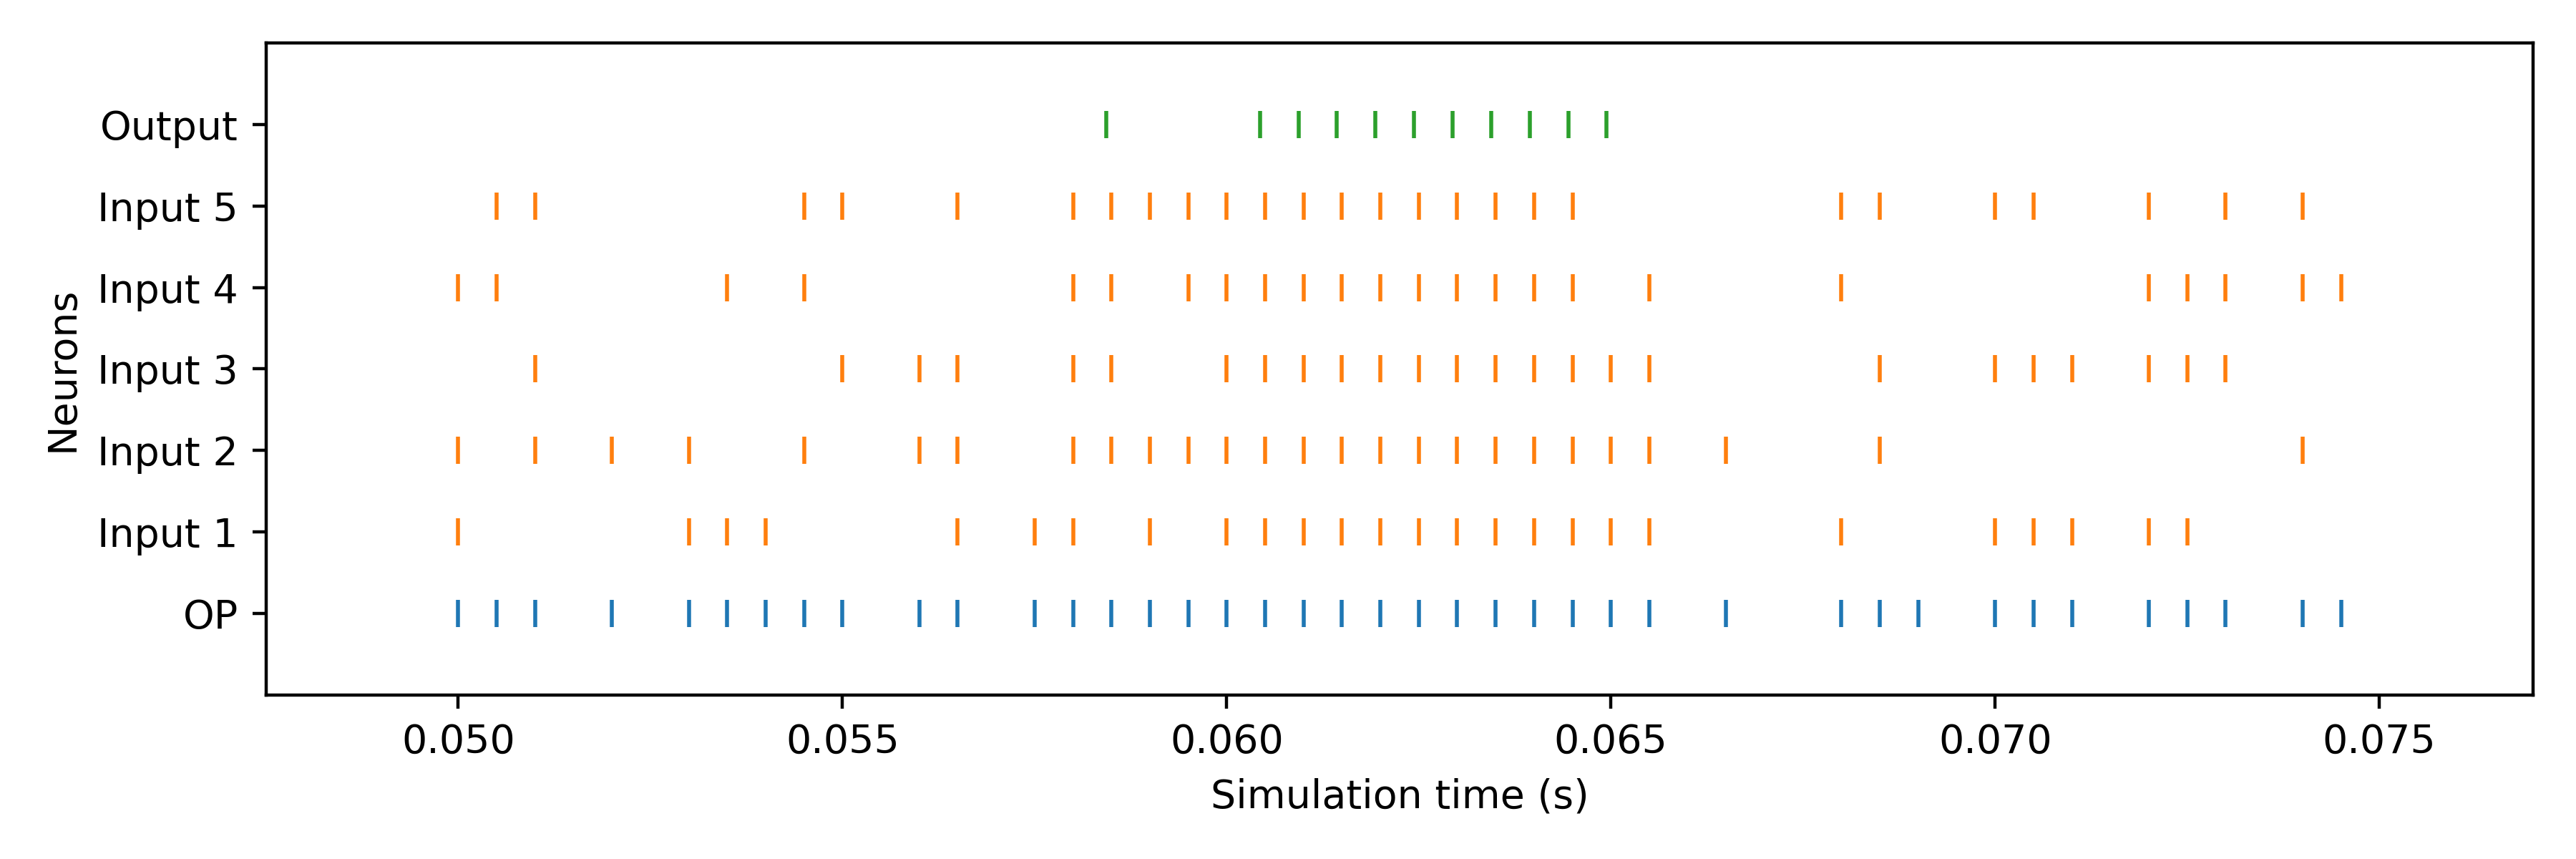 Output
Input 5
Input 4
Input 3
Input 2
Input 1
OP
Neurons
0.050 0.055 0.060 0.065 0.070 0.075
Simulation time (s)